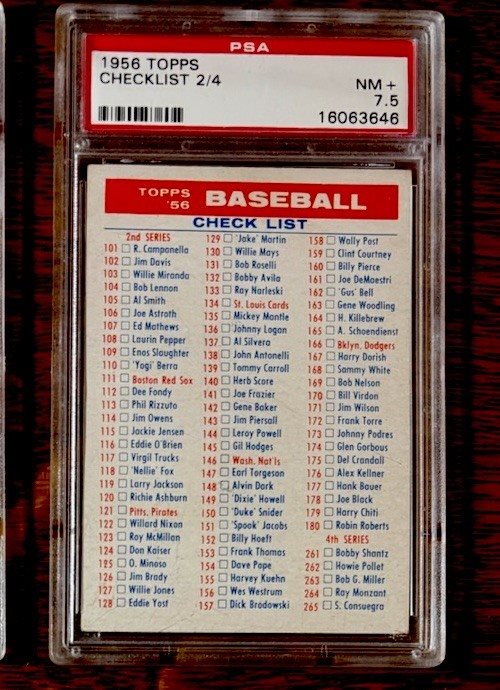 PSA
1956 TOPPS
CHECKLIST 2/4
NM +
7.5
16063646
TOPPS '56 BASEBALL
CHECK LIST
2nd SERIES
101 R. Campanella
102 Jim Davis
103 Willie Miranda
104 Bob Lennon
105 Al Smith
106 Joe Astroth
107 Ed Mathews
108 Laurin Pepper
109 Enos Slaughter
110 'Yogi' Berra
111 Boston Red Sox
112 Dee Fondy
113 Phil Rizzuto
114 Jim Owens
115 Jackie Jensen
116 Eddie O'Brien
117 Virgil Trucks
118 'Nellie' Fox
119 Larry Jackson
120 Richie Ashburn
121 Pitts. Pirates
122 Willard Nixon
123 Roy McMillan
124 Don Kaiser
125 O. Minoso
126 Jim Brady
127 Willie Jones
128 Eddie Yost
129 'Jake' Martin
130 Willie Mays
131 Bob Roselli
132 Bobby Avila
133 Ray Narleski
134 St. Louis Cards
135 Mickey Mantle
136 Johnny Logan
137 Al Silvera
138 John Antonelli
139 Tommy Carroll
140 Herb Score
141 Joe Frazier
142 Gene Baker
143 Jim Piersall
144 Leroy Powell
145 Gil Hodges
146 Wash. Nat'ls
147 Earl Torgeson
148 Alvin Dark
149 'Dixie' Howell
150 'Duke' Snider
151 'Spook' Jacobs
152 Billy Hoeft
153 Frank Thomas
154 Dave Pope
155 Harvey Kuehn
156 Wes Westrum
157 Dick Brodowski
158 Wally Post
159 Clint Courtney
160 Billy Pierce
161 Joe DeMaestri
162 'Gus' Bell
163 Gene Woodling
164 H. Killebrew
165 A. Schoendienst
166 Bklyn. Dodgers
167 Harry Dorish
168 Sammy White
169 Bob Nelson
170 Bill Virdon
171 Jim Wilson
172 Frank Torre
173 Johnny Podres
174 Glen Gorbous
175 Del Crandall
176 Alex Kellner
177 Hank Bauer
178 Joe Black
179 Harry Chiti
180 Robin Roberts
4th SERIES
261 Bobby Shantz
262 Howie Pollet
263 Bob G. Miller
264 Ray Monzant
265 S. Consuegra